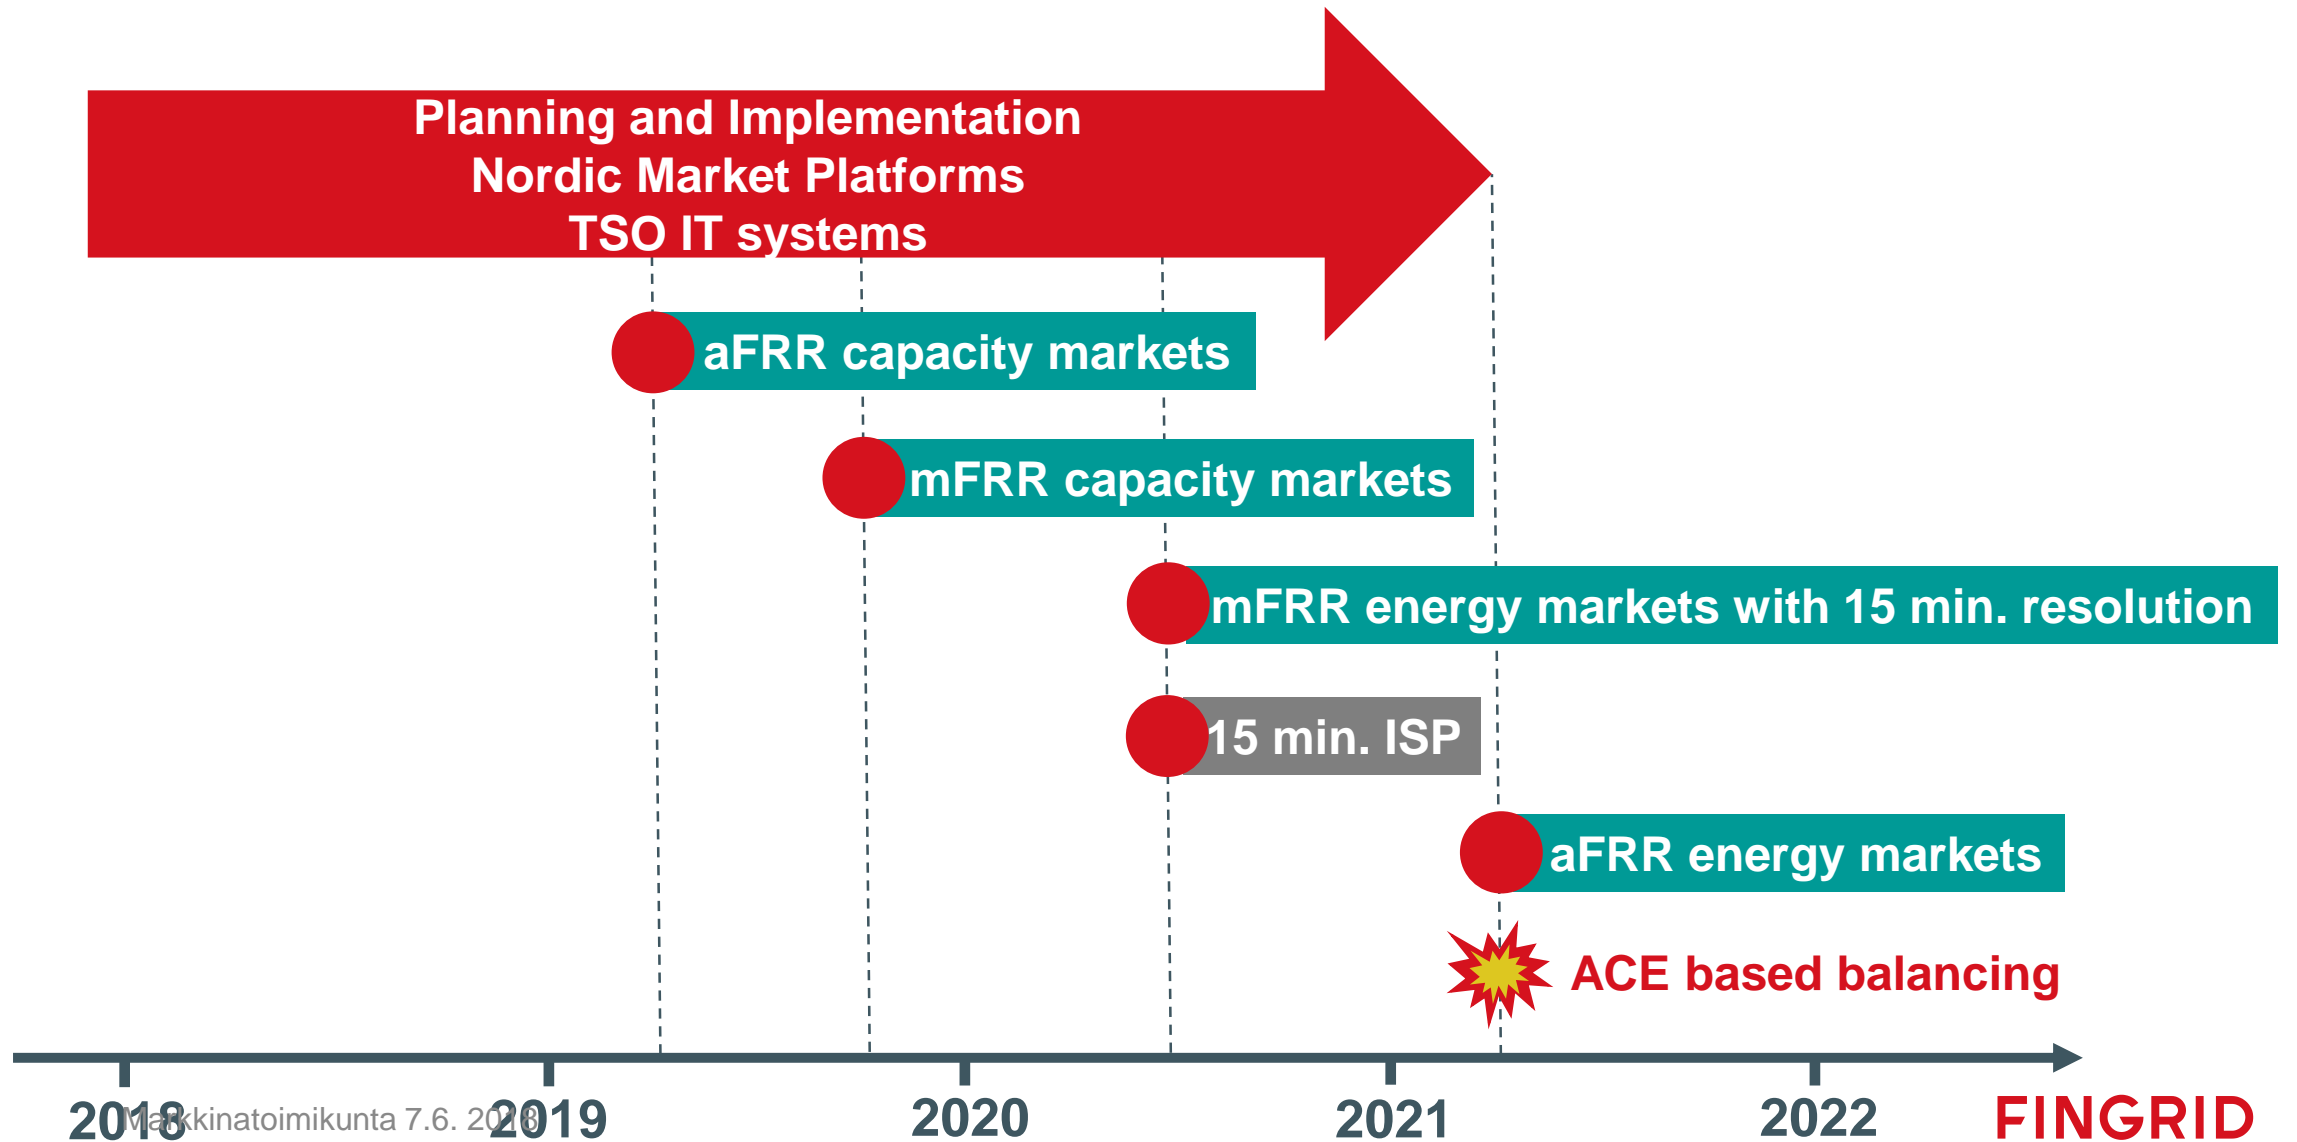 Planning and Implementation
Nordic Market Platforms
TSO IT systems
aFRR capacity markets
mFRR capacity markets
mFRR energy markets with 15 min. resolution
15 min. ISP
aFRR energy markets
ACE based balancing
2018 2019 2020 2021 2022
Markkinatoimikunta 7.6. 2018
FINGRID